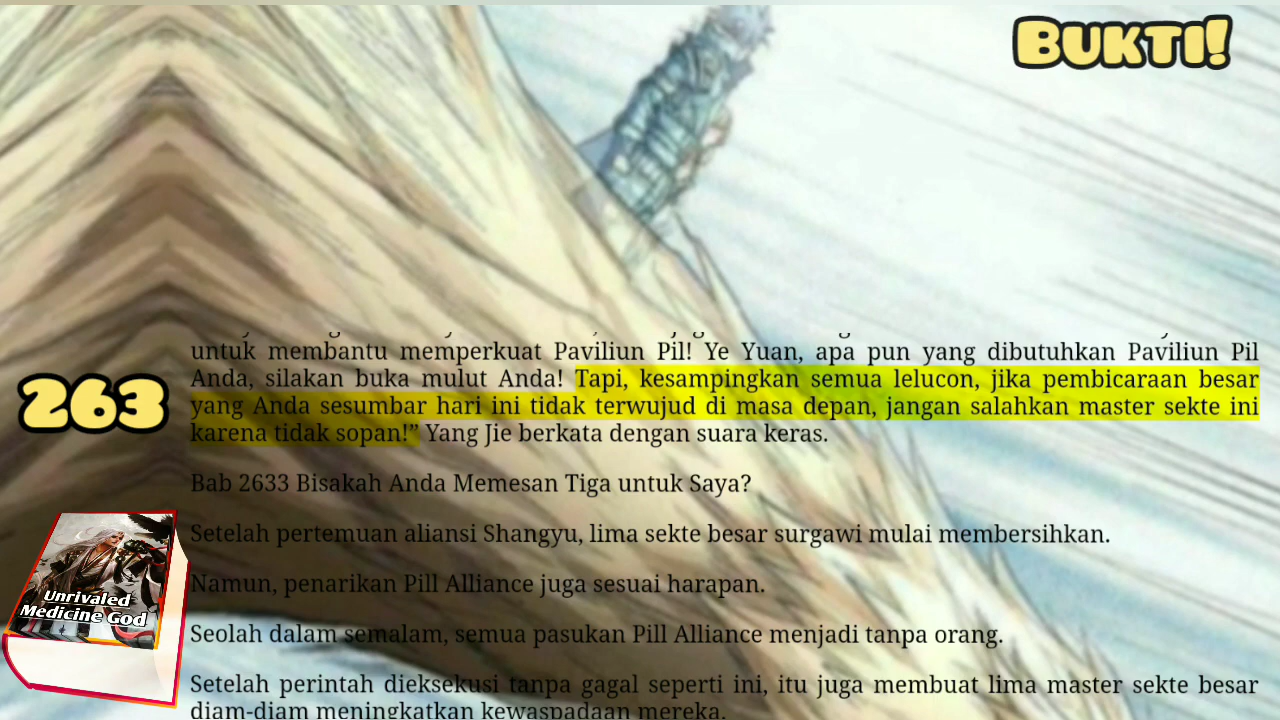 BUKTI!
untuk membantu memperkuat Paviliun Pil! Ye Yuan, apa pun yang dibutuhkan Paviliun Pil
Anda, silakan buka mulut Anda! Tapi, kesampingkan semua lelucon, jika pembicaraan besar
yang Anda sesumbar hari ini tidak terwujud di masa depan, jangan salahkan master sekte ini
karena tidak sopan!” Yang Jie berkata dengan suara keras.
263
Bab 2633 Bisakah Anda Memesan Tiga untuk Saya?
Setelah pertemuan aliansi Shangyu, lima sekte besar surgawi mulai membersihkan.
Namun, penarikan Pill Alliance juga sesuai harapan.
Seolah dalam semalam, semua pasukan Pill Alliance menjadi tanpa orang.
Setelah perintah dieksekusi tanpa gagal seperti ini, itu juga membuat lima master sekte besar
diam-diam meningkatkan kewaspadaan mereka.
Unrivaled
Medicine God